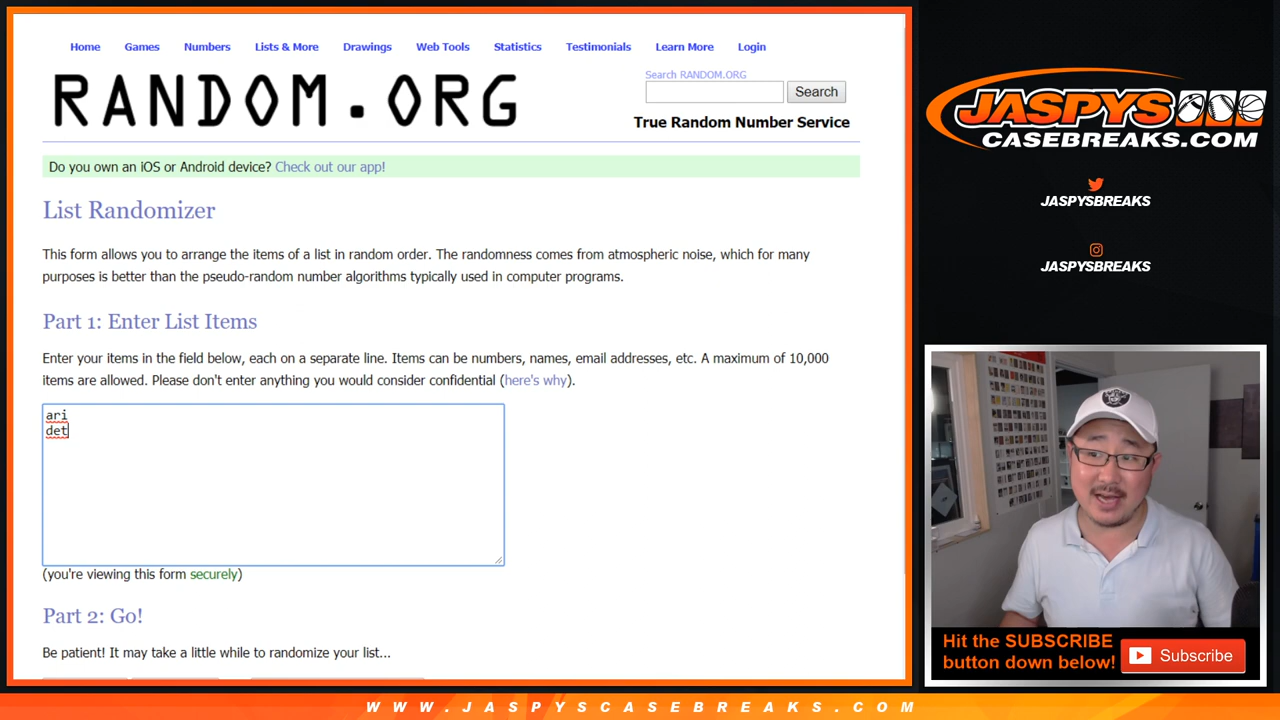 Home Games Numbers Lists & More Drawings Web Tools Statistics Testimonials Learn More Login
RANDOM.ORG
Search RANDOM.ORG
Search
True Random Number Service
Do you own an iOS or Android device? Check out our app!
List Randomizer
This form allows you to arrange the items of a list in random order. The randomness comes from atmospheric noise, which for many
purposes is better than the pseudo-random number algorithms typically used in computer programs.
Part 1: Enter List Items
Enter your items in the field below, each on a separate line. Items can be numbers, names, email addresses, etc. A maximum of 10,000
items are allowed. Please don't enter anything you would consider confidential (here's why).
ari
det
(you're viewing this form securely)
Part 2: Go!
Be patient! It may take a little while to randomize your list...
JASPYS
CASEBREAKS.COM
JASPYSBREAKS
JASPYSBREAKS
Hit the SUBSCRIBE
button down below!
Subscribe
WWW.JASPYSCASEBREAKS.COM